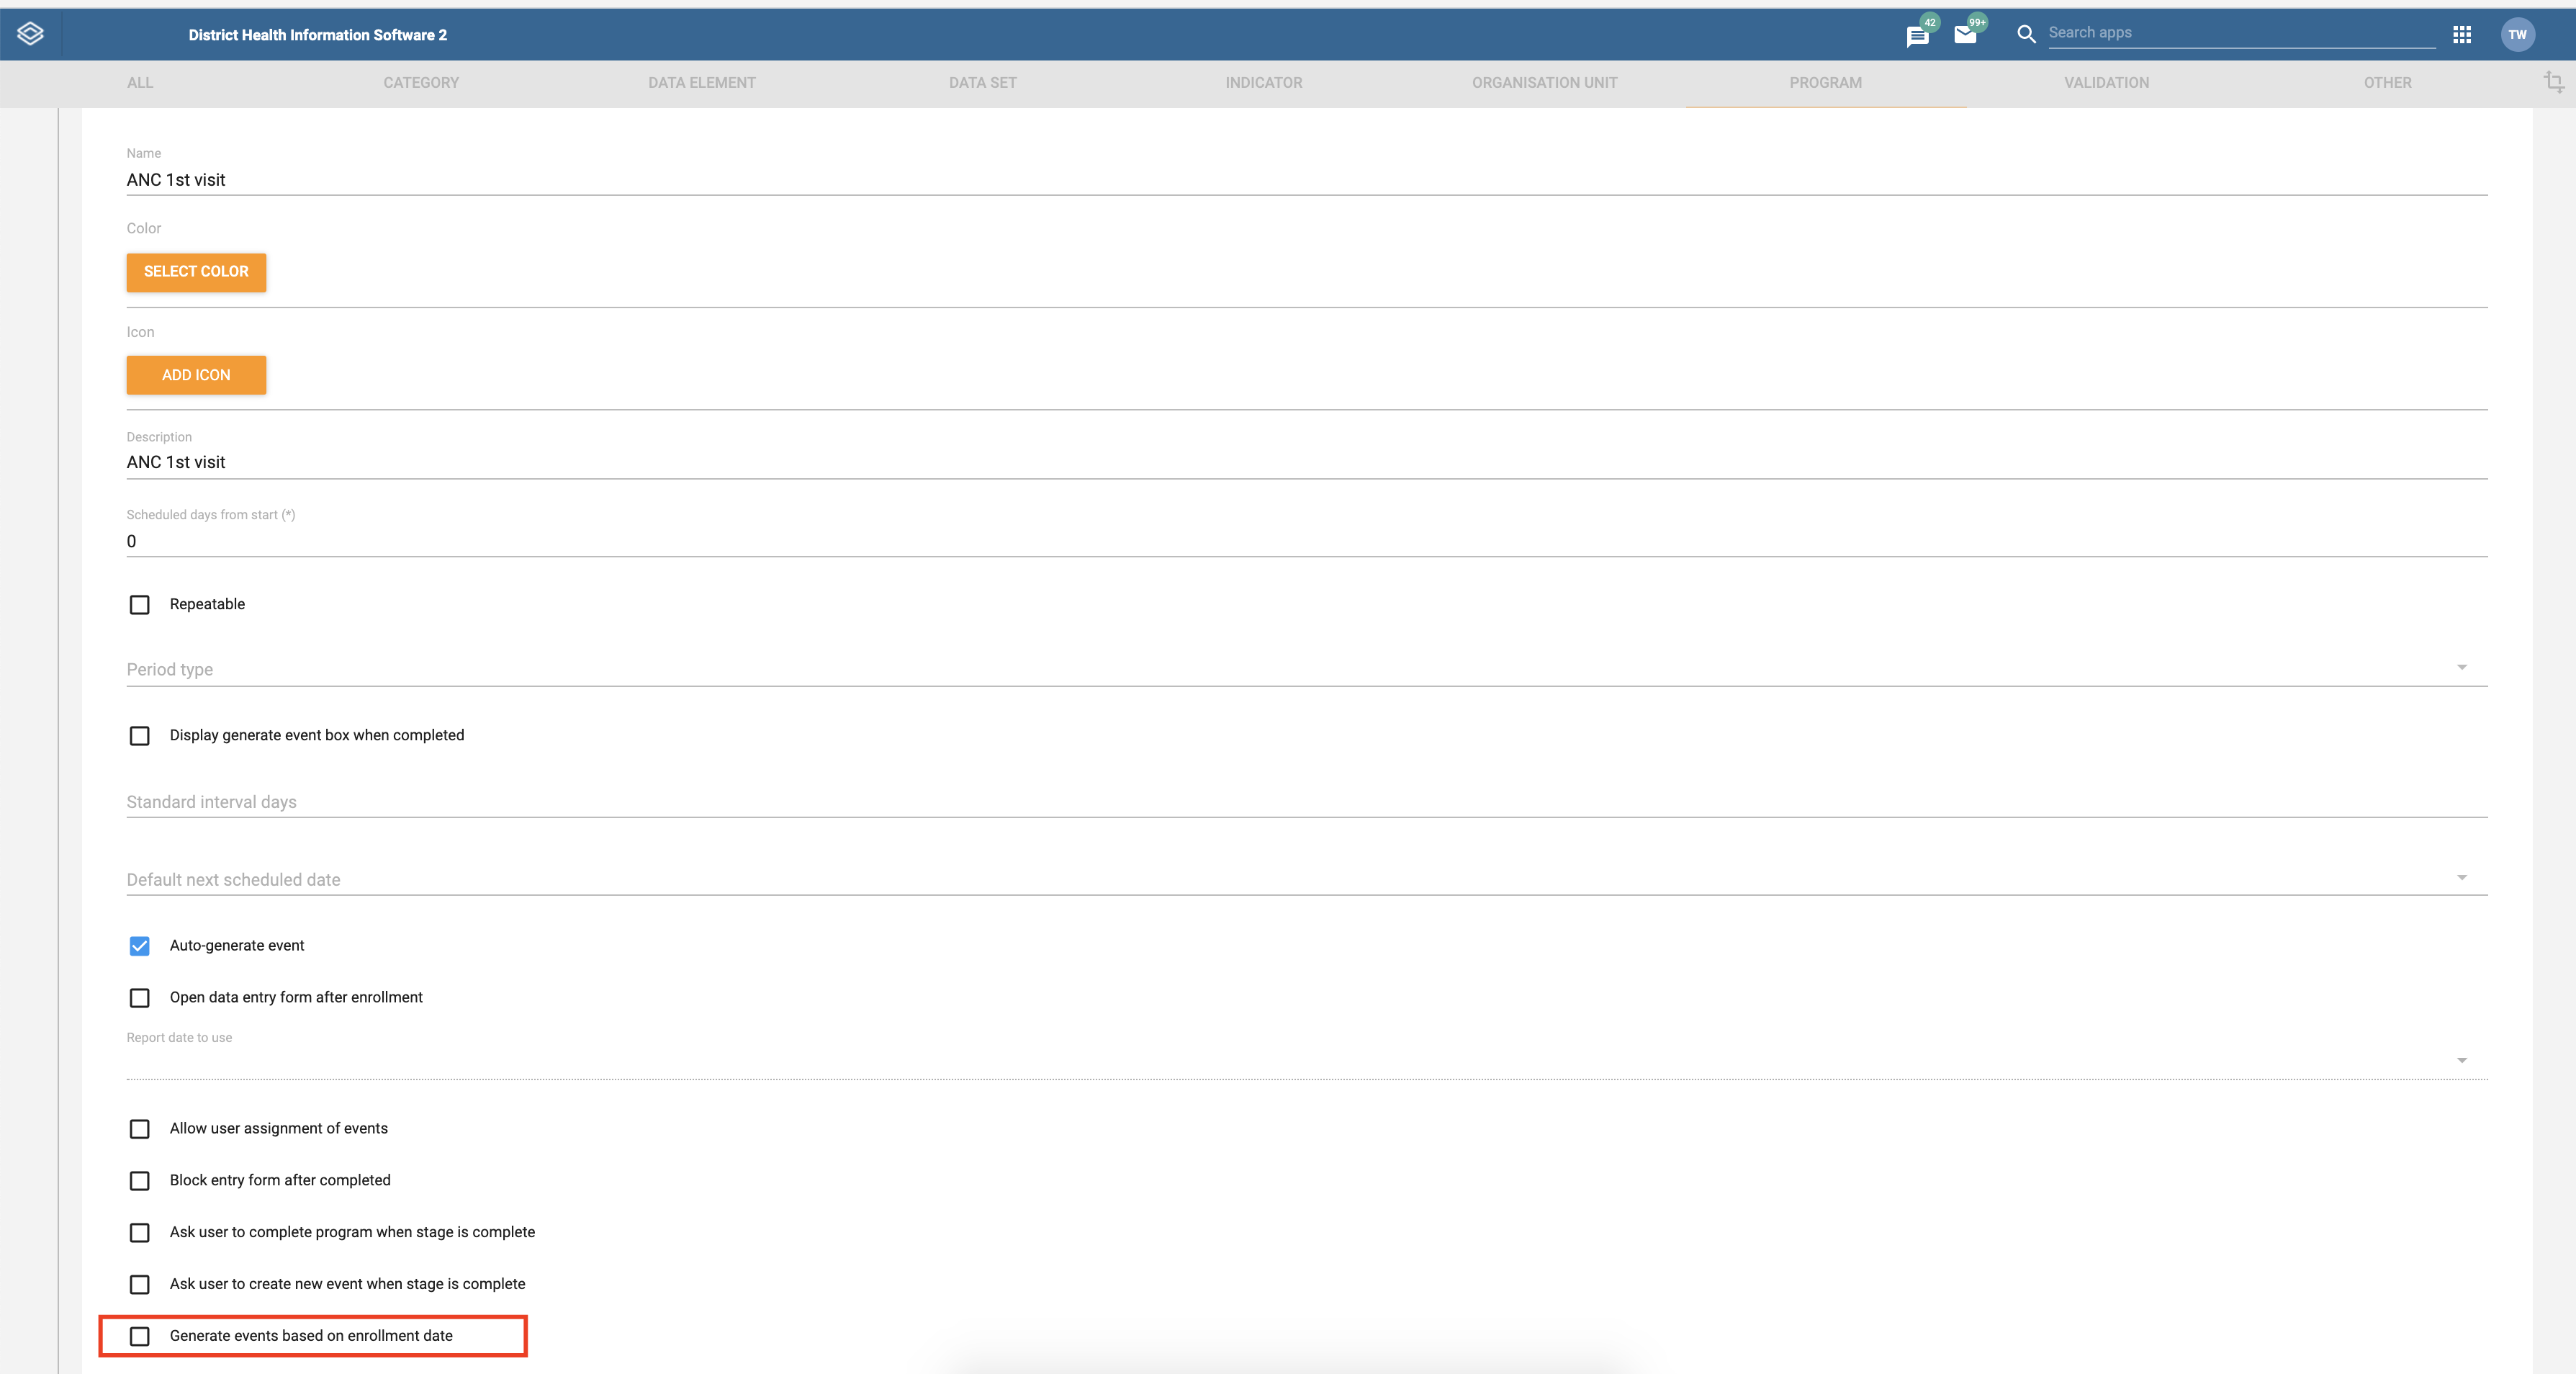 District Health Information Software 2
42
99+
Search apps
TW
ALL
CATEGORY
DATA ELEMENT
DATA SET
INDICATOR
ORGANISATION UNIT
PROGRAM
VALIDATION
OTHER
Name
ANC 1st visit
Color
SELECT COLOR
Icon
ADD ICON
Description
ANC 1st visit
Scheduled days from start (*)
0
Repeatable
Period type
Display generate event box when completed
Standard interval days
Default next scheduled date
Auto-generate event
Open data entry form after enrollment
Report date to use
Allow user assignment of events
Block entry form after completed
Ask user to complete program when stage is complete
Ask user to create new event when stage is complete
Generate events based on enrollment date